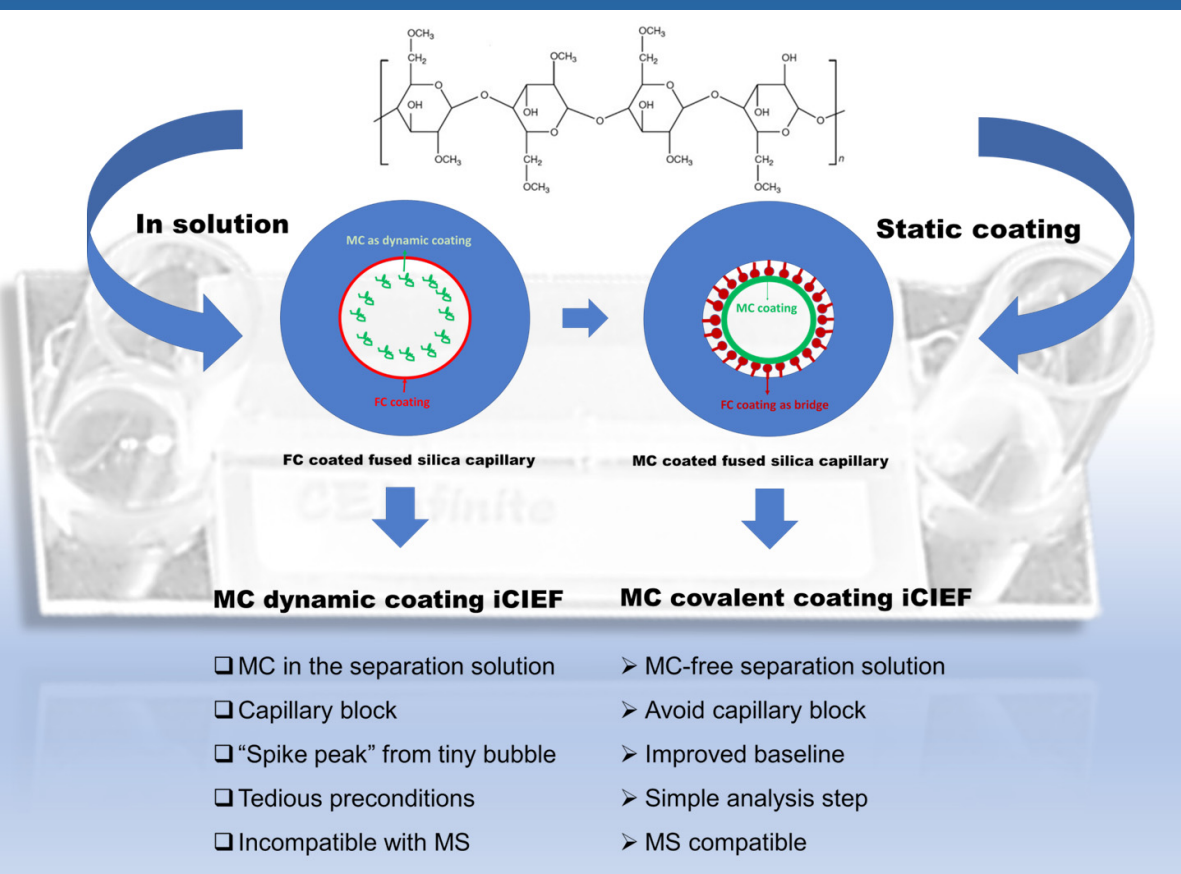 OCH₃
CH₂
OH
O
O
OCH₃
OCH₃
OH
O
CH₂
OCH₃
O
OCH₃
CH₂
OH
O
O
OCH₃
OH
OH
O
CH₂
OCH₃
O
n
In solution
Static coating
MC as dynamic coating
FC coating
MC coating
FC coating as bridge
FC coated fused silica capillary
MC coated fused silica capillary
CE Infinite
MC dynamic coating iCIEF
MC in the separation solution
Capillary block
“Spike peak” from tiny bubble
Tedious preconditions
Incompatible with MS
MC covalent coating iCIEF
MC-free separation solution
Avoid capillary block
Improved baseline
Simple analysis step
MS compatible